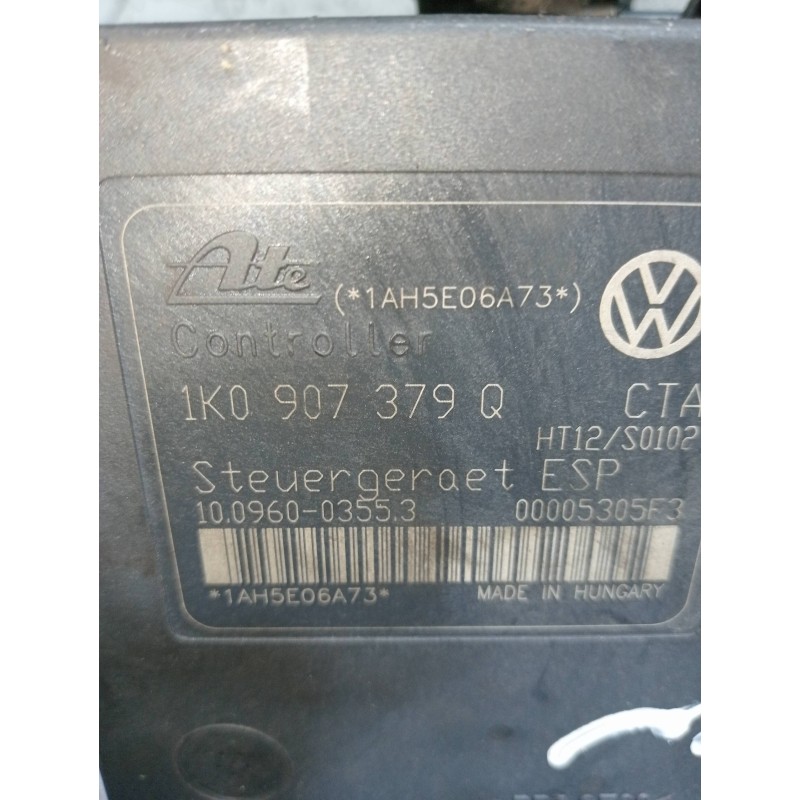 Ate (*1AH5E06A73*)
Controller
1K0 907 379 Q CTA
HT12/S0102
Steuergeraet ESP
10.0960-0355.3 00005305E3
*1AH5E06A73* MADE IN HUNGARY